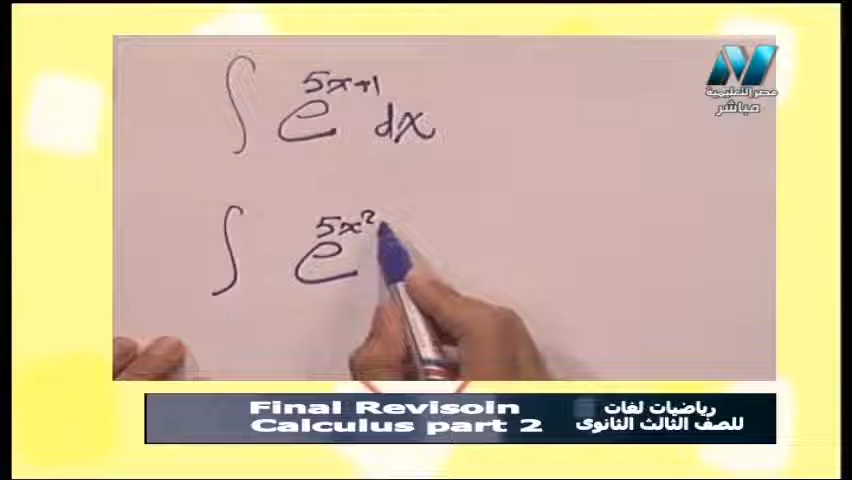 ∫ e^{5x+1} dx
∫ e^{5x²
مصر التعليمية
مباشر
Final Revisoin
Calculus part 2
رياضيات لغات
للصف الثالث الثانوى